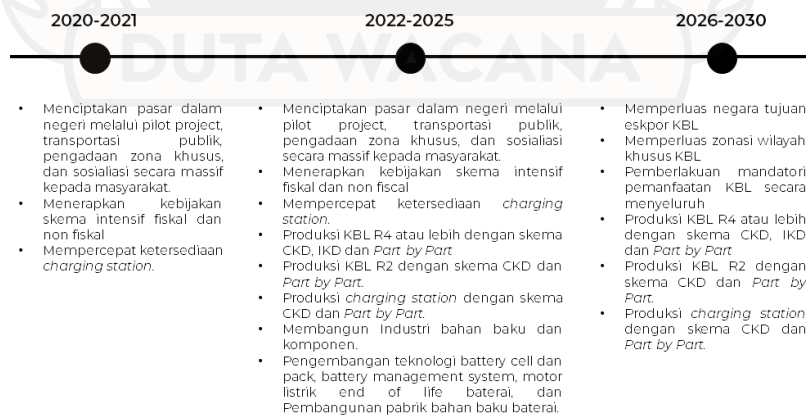 2020-2021
2022-2025
2026-2030
DUTA WACANA
• Menciptakan pasar dalam
negeri melalui pilot project,
transportasi publik,
pengadaan zona khusus,
dan sosialiasi secara massif
kepada masyarakat.
• Menerapkan kebijakan
skema intensif fiskal dan
non fiskal
• Mempercepat ketersediaan
charging station.
• Menciptakan pasar dalam negeri melalui
pilot project, transportasi publik,
pengadaan zona khusus, dan sosialiasi
secara massif kepada masyarakat.
• Menerapkan kebijakan skema intensif
fiskal dan non fiscal
• Mempercepat ketersediaan charging
station.
• Produksi KBL R4 atau lebih dengan skema
CKD, IKD dan Part by Part
• Produksi KBL R2 dengan skema CKD dan
Part by Part.
• Produksi charging station dengan skema
CKD dan Part by Part.
• Membangun Industri bahan baku dan
komponen.
• Pengembangan teknologi battery cell dan
pack, battery management system, motor
listrik end of life baterai, dan
Pembangunan pabrik bahan baku baterai.
• Memperluas negara tujuan
eskpor KBL
• Memperluas zonasi wilayah
khusus KBL
• Pemberlakuan mandatori
pemanfaatan KBL secara
menyeluruh
• Produksi KBL R4 atau lebih
dengan skema CKD, IKD
dan Part by Part
• Produksi KBL R2 dengan
skema CKD dan Part by
Part.
• Produksi charging station
dengan skema CKD dan
Part by Part.